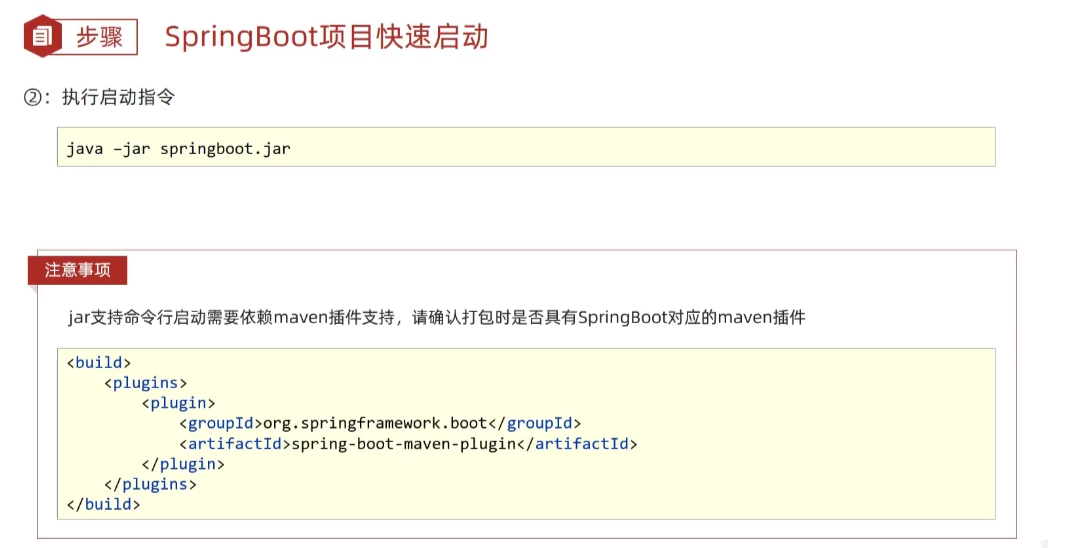 步骤
SpringBoot项目快速启动
②：执行启动指令
java –jar springboot.jar
注意事项
jar支持命令行启动需要依赖maven插件支持，请确认打包时是否具有SpringBoot对应的maven插件
<build>
    <plugins>
        <plugin>
            <groupId>org.springframework.boot</groupId>
            <artifactId>spring-boot-maven-plugin</artifactId>
        </plugin>
    </plugins>
</build>